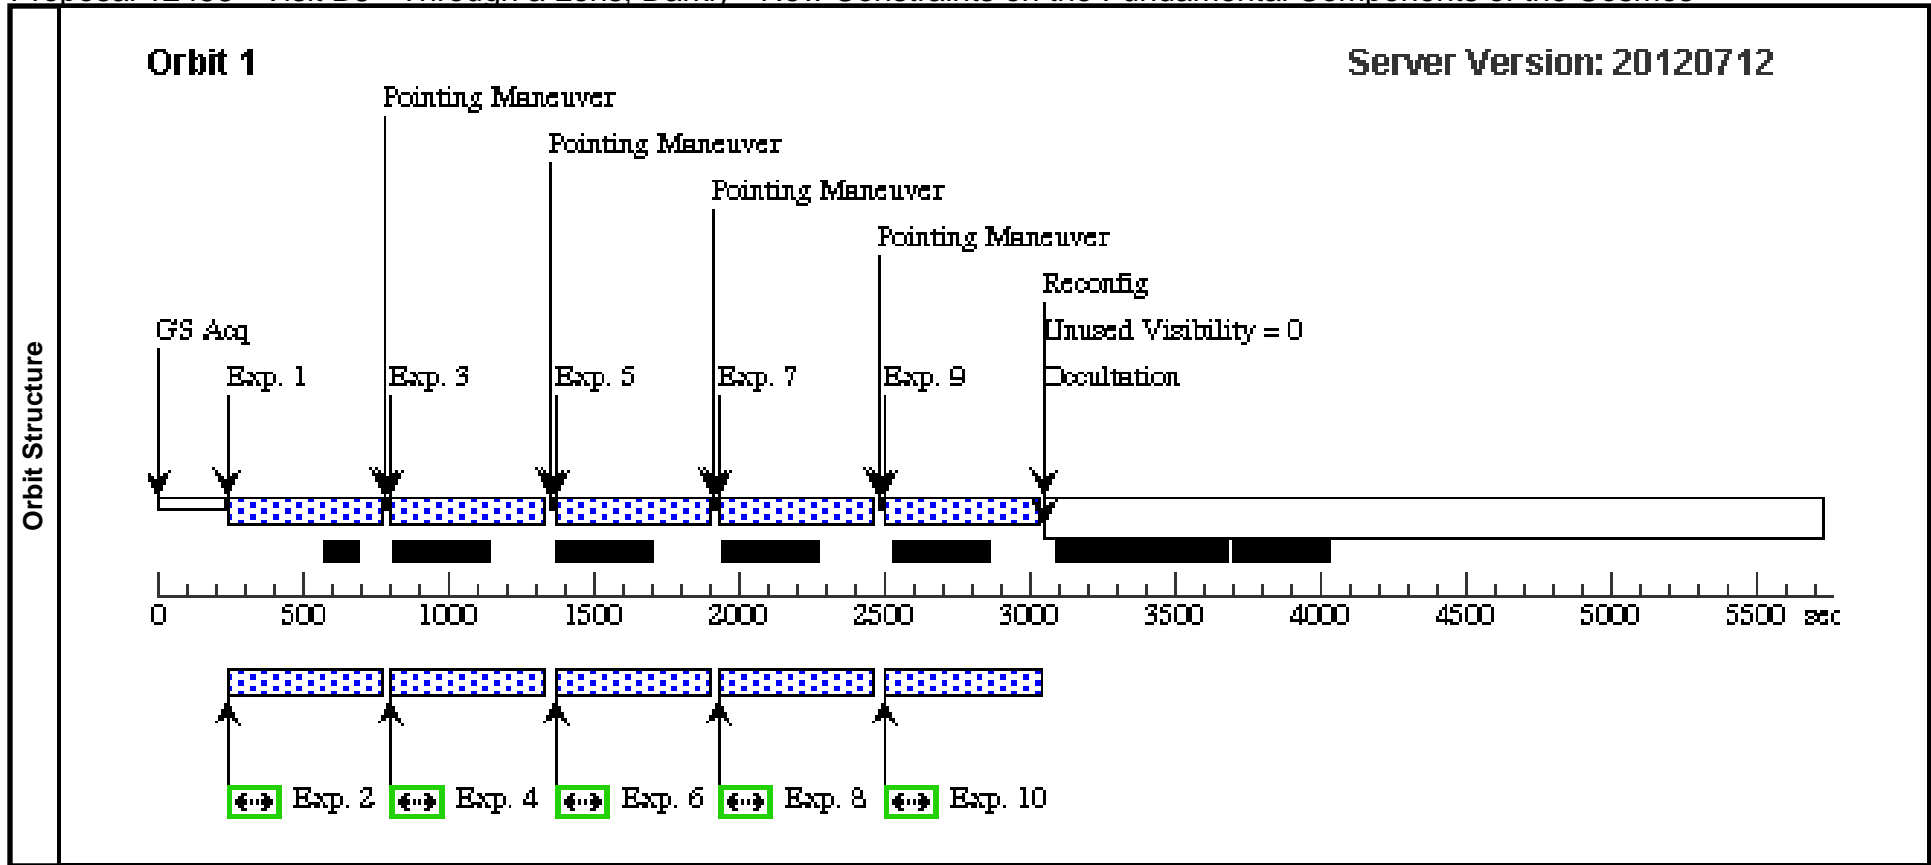 Orbit 1
Server Version: 20120712
Pointing Maneuver
Pointing Maneuver
Pointing Maneuver
Pointing Maneuver
Reconfig
GS Acq
Unused Visibility = 0
Exp. 1
Exp. 3
Exp. 5
Exp. 7
Exp. 9
Occultation
Orbit Structure
0
500
1000
1500
2000
2500
3000
3500
4000
4500
5000
5500
sec
Exp. 2
Exp. 4
Exp. 6
Exp. 8
Exp. 10